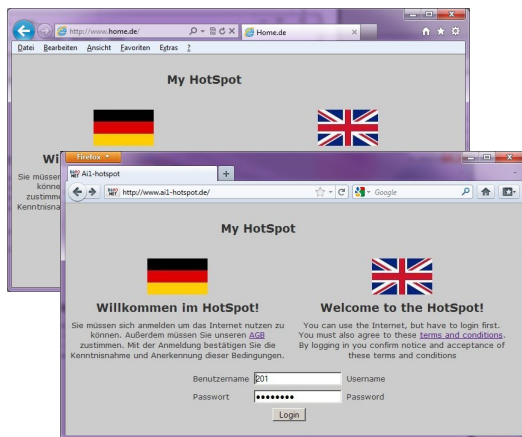 http://www.home.de/
Home.de
Datei Bearbeiten Ansicht Favoriten Extras ?
My HotSpot
Wi
Sie müssen
könne
zustimme
Kenntnisna
Firefox
Ai1-hotspot
http://www.ai1-hotspot.de/
Google
My HotSpot
Willkommen im HotSpot!
Sie müssen sich anmelden um das Internet nutzen zu
können. Außerdem müssen Sie unseren AGB
zustimmen. Mit der Anmeldung bestätigen Sie die
Kenntnisnahme und Anerkennung dieser Bedingungen.
Welcome to the HotSpot!
You can use the Internet, but have to login first.
You must also agree to these terms and conditions.
By logging in you confirm notice and acceptance of
these terms and conditions
Benutzername 201 Username
Passwort •••••••• Password
Login